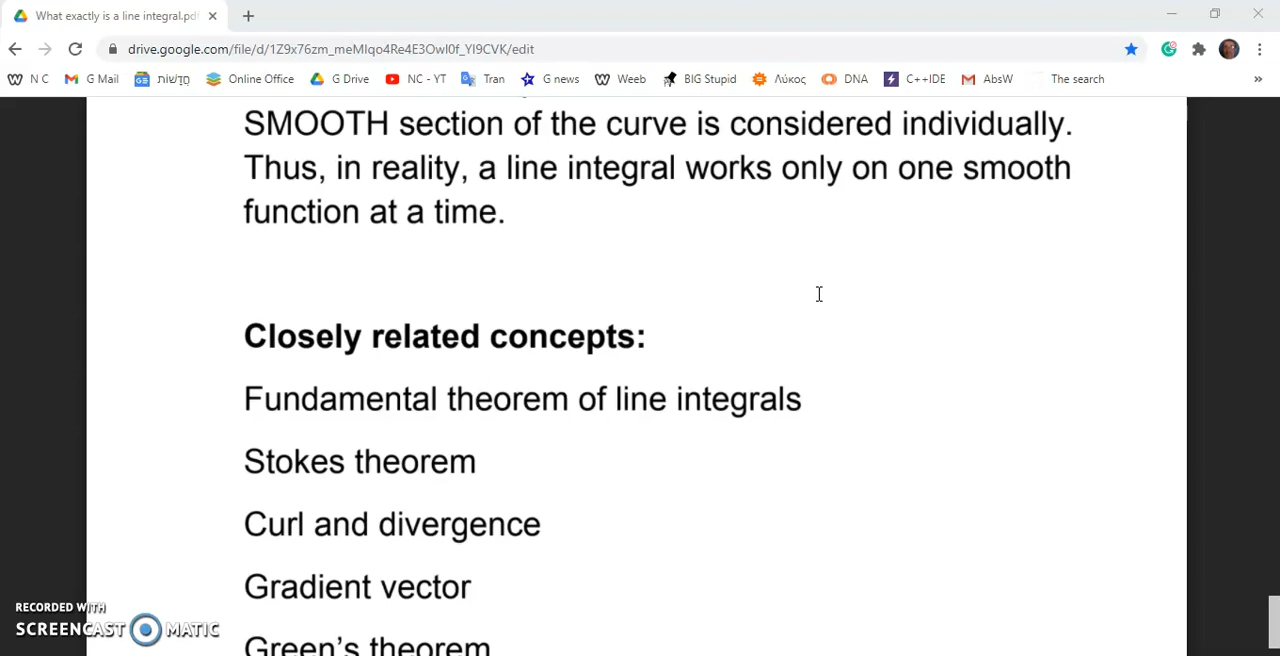 What exactly is a line integral.pd
drive.google.com/file/d/1Z9x76zm_meMIqo4Re4E3OwI0f_YI9CVK/edit
N C G Mail חֲדָשׁוֹת Online Office G Drive NC - YT Tran G news Weeb BIG Stupid Λύκος DNA C++IDE AbsW The search »
SMOOTH section of the curve is considered individually.
Thus, in reality, a line integral works only on one smooth
function at a time.
Closely related concepts:
Fundamental theorem of line integrals
Stokes theorem
Curl and divergence
Gradient vector
Green's theorem
RECORDED WITH
SCREENCAST MATIC